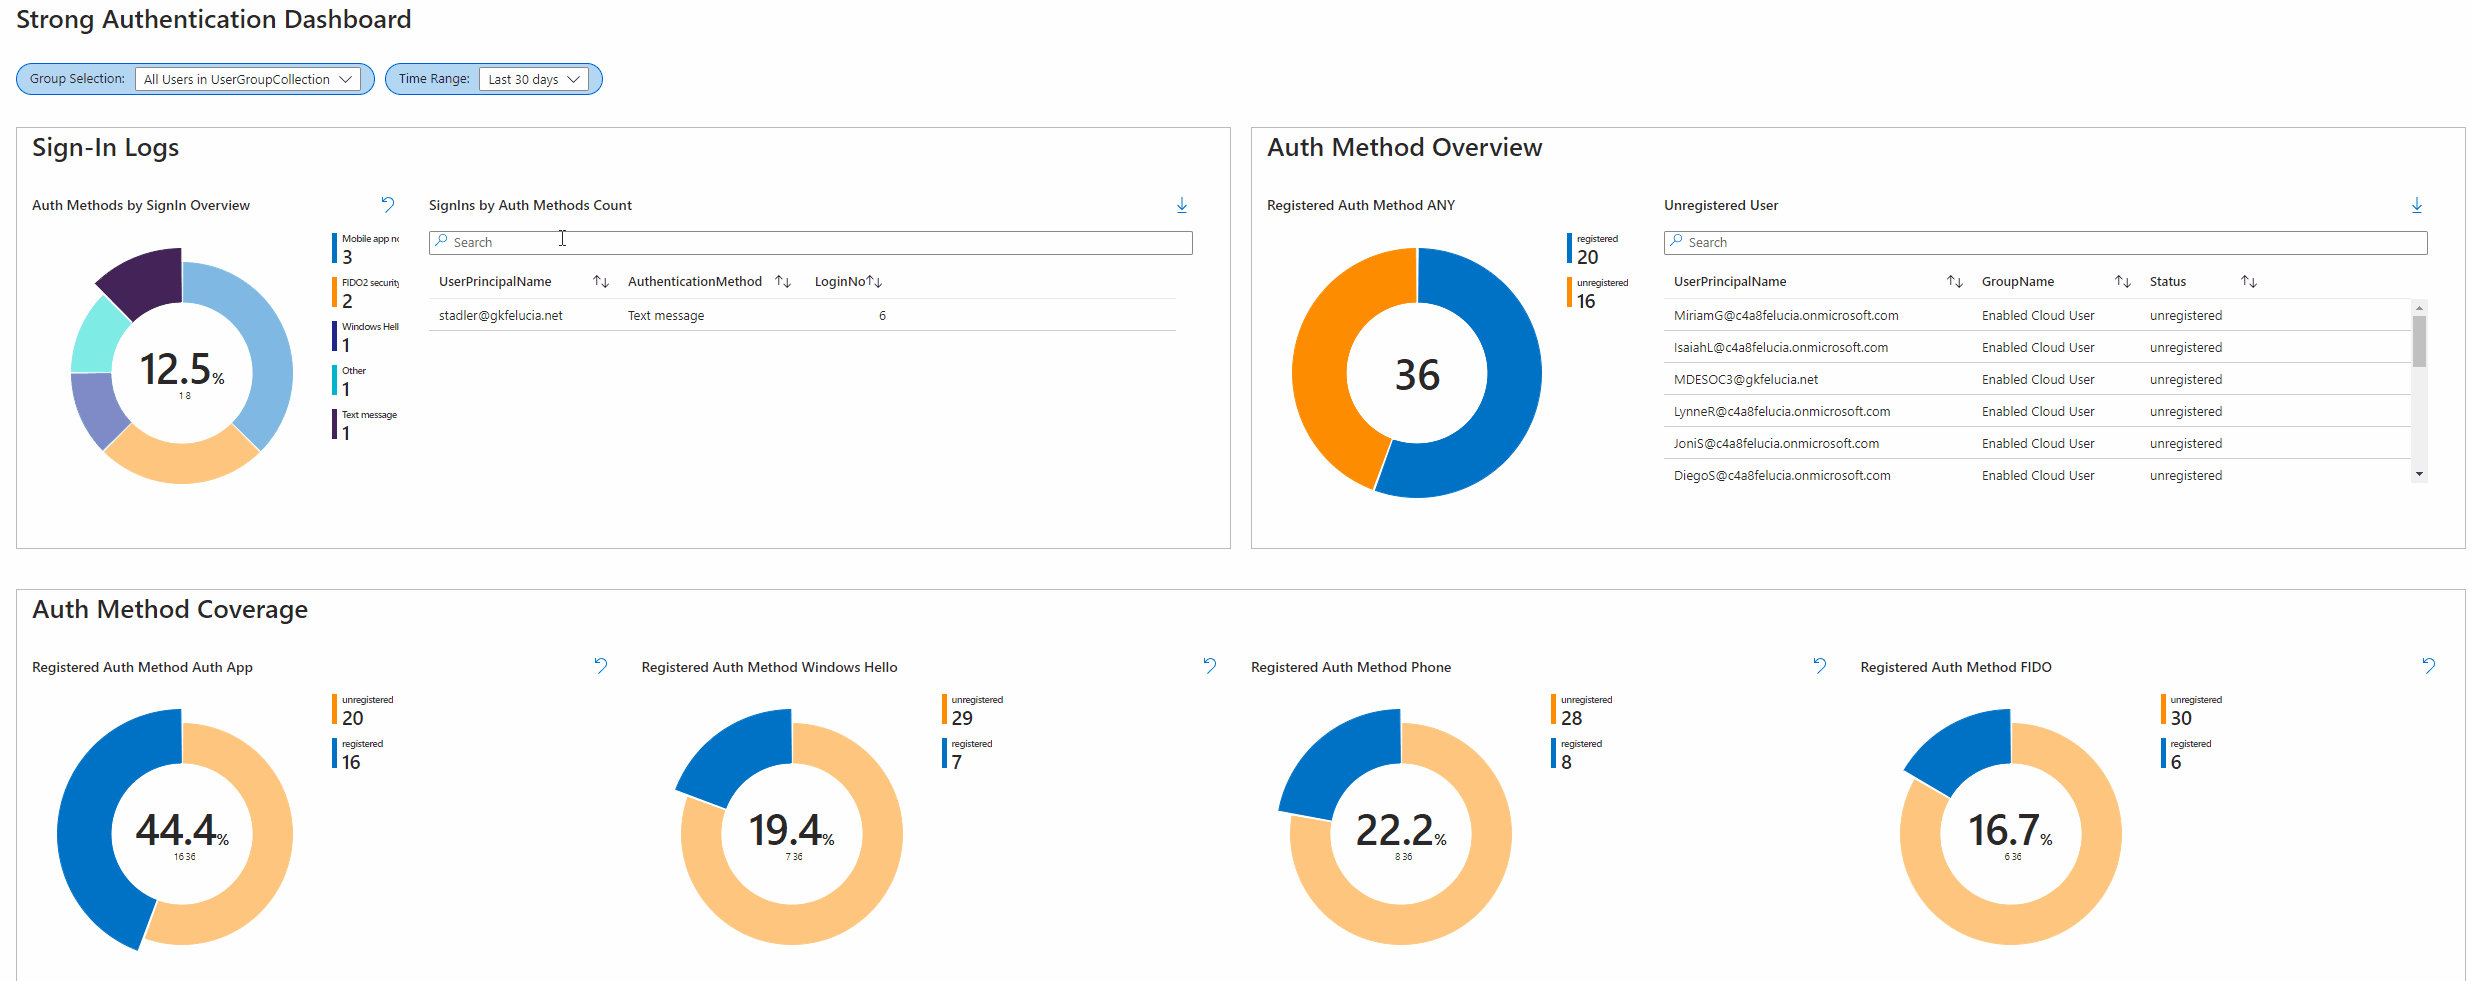 Strong Authentication Dashboard
Group Selection: All Users in UserGroupCollection Time Range: Last 30 days
Sign-In Logs
Auth Methods by SignIn Overview
Mobile app no
3
FIDO2 security
2
Windows Hell
1
Other
1
Text message
1
12.5%
1 8
SignIns by Auth Methods Count
Search
UserPrincipalName AuthenticationMethod LoginNo
stadler@gkfelucia.net Text message 6
Auth Method Overview
Registered Auth Method ANY
registered
20
unregistered
16
36
Unregistered User
Search
UserPrincipalName GroupName Status
MiriamG@c4a8felucia.onmicrosoft.com Enabled Cloud User unregistered
IsaiahL@c4a8felucia.onmicrosoft.com Enabled Cloud User unregistered
MDESOC3@gkfelucia.net Enabled Cloud User unregistered
LynneR@c4a8felucia.onmicrosoft.com Enabled Cloud User unregistered
JoniS@c4a8felucia.onmicrosoft.com Enabled Cloud User unregistered
DiegoS@c4a8felucia.onmicrosoft.com Enabled Cloud User unregistered
Auth Method Coverage
Registered Auth Method Auth App
unregistered
20
registered
16
44.4%
16 36
Registered Auth Method Windows Hello
unregistered
29
registered
7
19.4%
7 36
Registered Auth Method Phone
unregistered
28
registered
8
22.2%
8 36
Registered Auth Method FIDO
unregistered
30
registered
6
16.7%
6 36